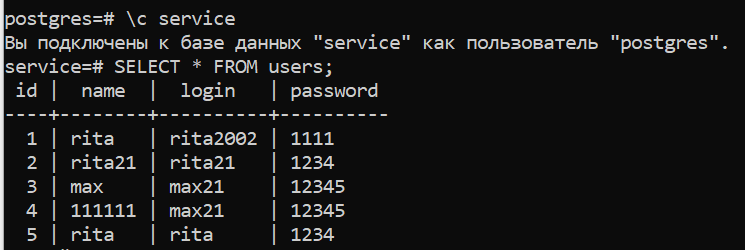 postgres=# \c service
Вы подключены к базе данных "service" как пользователь "postgres".
service=# SELECT * FROM users;
 id |  name  |  login   | password
----+--------+----------+----------
  1 | rita   | rita2002 | 1111
  2 | rita21 | rita21   | 1234
  3 | max    | max21    | 12345
  4 | 111111 | max21    | 12345
  5 | rita   | rita     | 1234